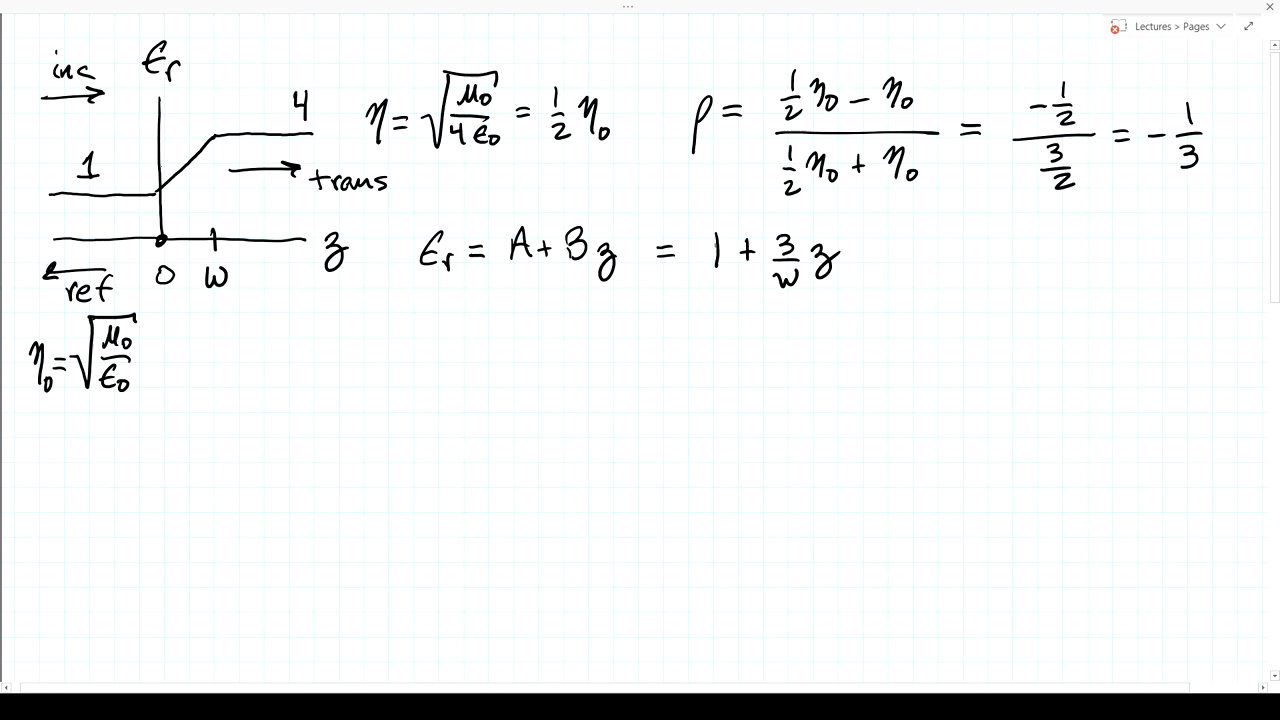 Lectures > Pages
inc
ϵr
4
1
trans
z
0 w
ref
η0 = √(μ0/ϵ0)
η = √(μ0/4ϵ0) = 1/2 η0
ρ = (1/2 η0 − η0)/(1/2 η0 + η0) = (−1/2)/(3/2) = −1/3
ϵr = A + Bz = 1 + 3/w z